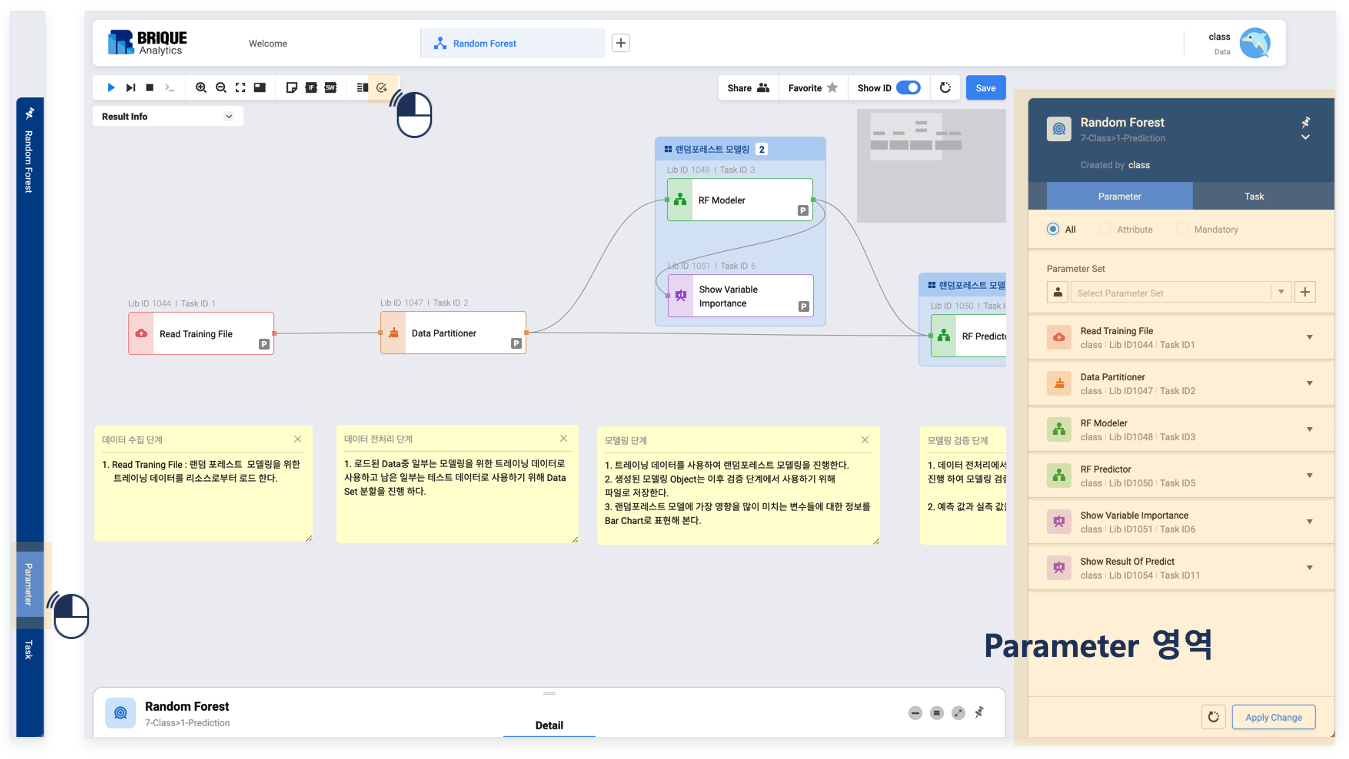 BRIQUE
Analytics
Welcome
Random Forest
class
Data
IF
SW
Share
Favorite
Show ID
Save
Result Info
Random Forest
Parameter
Task
랜덤포레스트 모델링 2
Lib ID 1048 | Task ID 3
RF Modeler
P
Lib ID 1051 | Task ID 6
Show Variable
Importance
P
Lib ID 1044 | Task ID 1
Read Training File
P
Lib ID 1047 | Task ID 2
Data Partitioner
P
랜덤포레스트 모델
Lib ID 1050 | Task I
RF Predicto
데이터 수집 단계
1. Read Traning File : 랜덤 포레스트 모델링을 위한
트레이닝 데이터를 리소스로부터 로드 한다.
데이터 전처리 단계
1. 로드된 Data중 일부는 모델링을 위한 트레이닝 데이터로
사용하고 남은 일부는 테스트 데이터로 사용하기 위해 Data
Set 분할을 진행 하다.
모델링 단계
1. 트레이닝 데이터를 사용하여 랜덤포레스트 모델링을 진행한다.
2. 생성된 모델링 Object는 이후 검증 단계에서 사용하기 위해
파일로 저장한다.
3. 랜덤포레스트 모델에 가장 영향을 많이 미치는 변수들에 대한 정보를
Bar Chart로 표현해 본다.
모델링 검증 단계
1. 데이터 전처리에서
진행 하여 모델링 검증
2. 예측 값과 실측 값을
Random Forest
7-Class>1-Prediction
Detail
Random Forest
7-Class>1-Prediction
Created by class
Parameter
Task
All
Attribute
Mandatory
Parameter Set
Select Parameter Set
Read Training File
class | Lib ID1044 | Task ID1
Data Partitioner
class | Lib ID1047 | Task ID2
RF Modeler
class | Lib ID1048 | Task ID3
RF Predictor
class | Lib ID1050 | Task ID5
Show Variable Importance
class | Lib ID1051 | Task ID6
Show Result Of Predict
class | Lib ID1054 | Task ID11
Parameter 영역
Apply Change